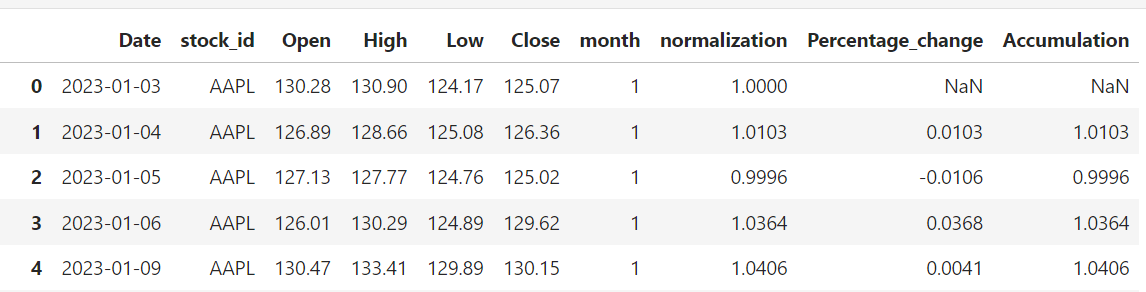 Date stock_id Open High Low Close month normalization Percentage_change Accumulation
0 2023-01-03 AAPL 130.28 130.90 124.17 125.07 1 1.0000 NaN NaN
1 2023-01-04 AAPL 126.89 128.66 125.08 126.36 1 1.0103 0.0103 1.0103
2 2023-01-05 AAPL 127.13 127.77 124.76 125.02 1 0.9996 -0.0106 0.9996
3 2023-01-06 AAPL 126.01 130.29 124.89 129.62 1 1.0364 0.0368 1.0364
4 2023-01-09 AAPL 130.47 133.41 129.89 130.15 1 1.0406 0.0041 1.0406